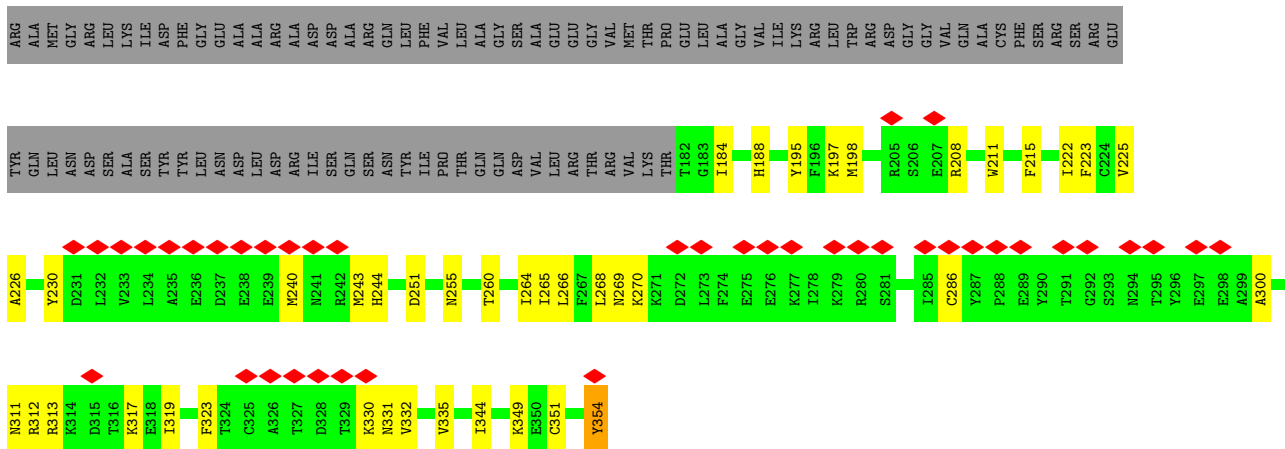 ARG ALA MET GLY ARG LEU LYS ILE ASP PHE GLY GLU ALA ALA ARG ALA ASP ASP ALA ARG GLN LEU PHE VAL LEU ALA GLY SER ALA GLU GLU GLY VAL MET THR PRO GLU LEU ALA GLY VAL ILE LYS ARG LEU TRP ARG ASP GLY GLY VAL GLN ALA CYS PHE SER ARG SER ARG GLU
TYR GLN LEU ASN ASP SER ALA SER TYR TYR LEU ASN ASP LEU ASP ARG ILE SER GLN SER ASN TYR ILE PRO THR GLN GLN ASP VAL LEU ARG THR ARG VAL LYS THR T182 G183 I184 H188 Y195 F196 K197 M198 R205 S206 E207 R208 W211 F215 I222 F223 C224 V225
A226 Y230 D231 L232 V233 L234 A235 E236 D237 E238 E239 M240 N241 R242 M243 H244 D251 N255 T260 I264 I265 L266 F267 L268 N269 K270 K271 D272 L273 F274 E275 E276 K277 I278 K279 R280 S281 I285 C286 Y287 P288 E289 Y290 T291 G292 S293 N294 T295 Y296 E297 E298 A299 A300
N311 R312 R313 K314 D315 T316 K317 E318 I319 F323 T324 C325 A326 T327 D328 T329 K330 N331 V332 V335 I344 K349 E350 C351 Y354